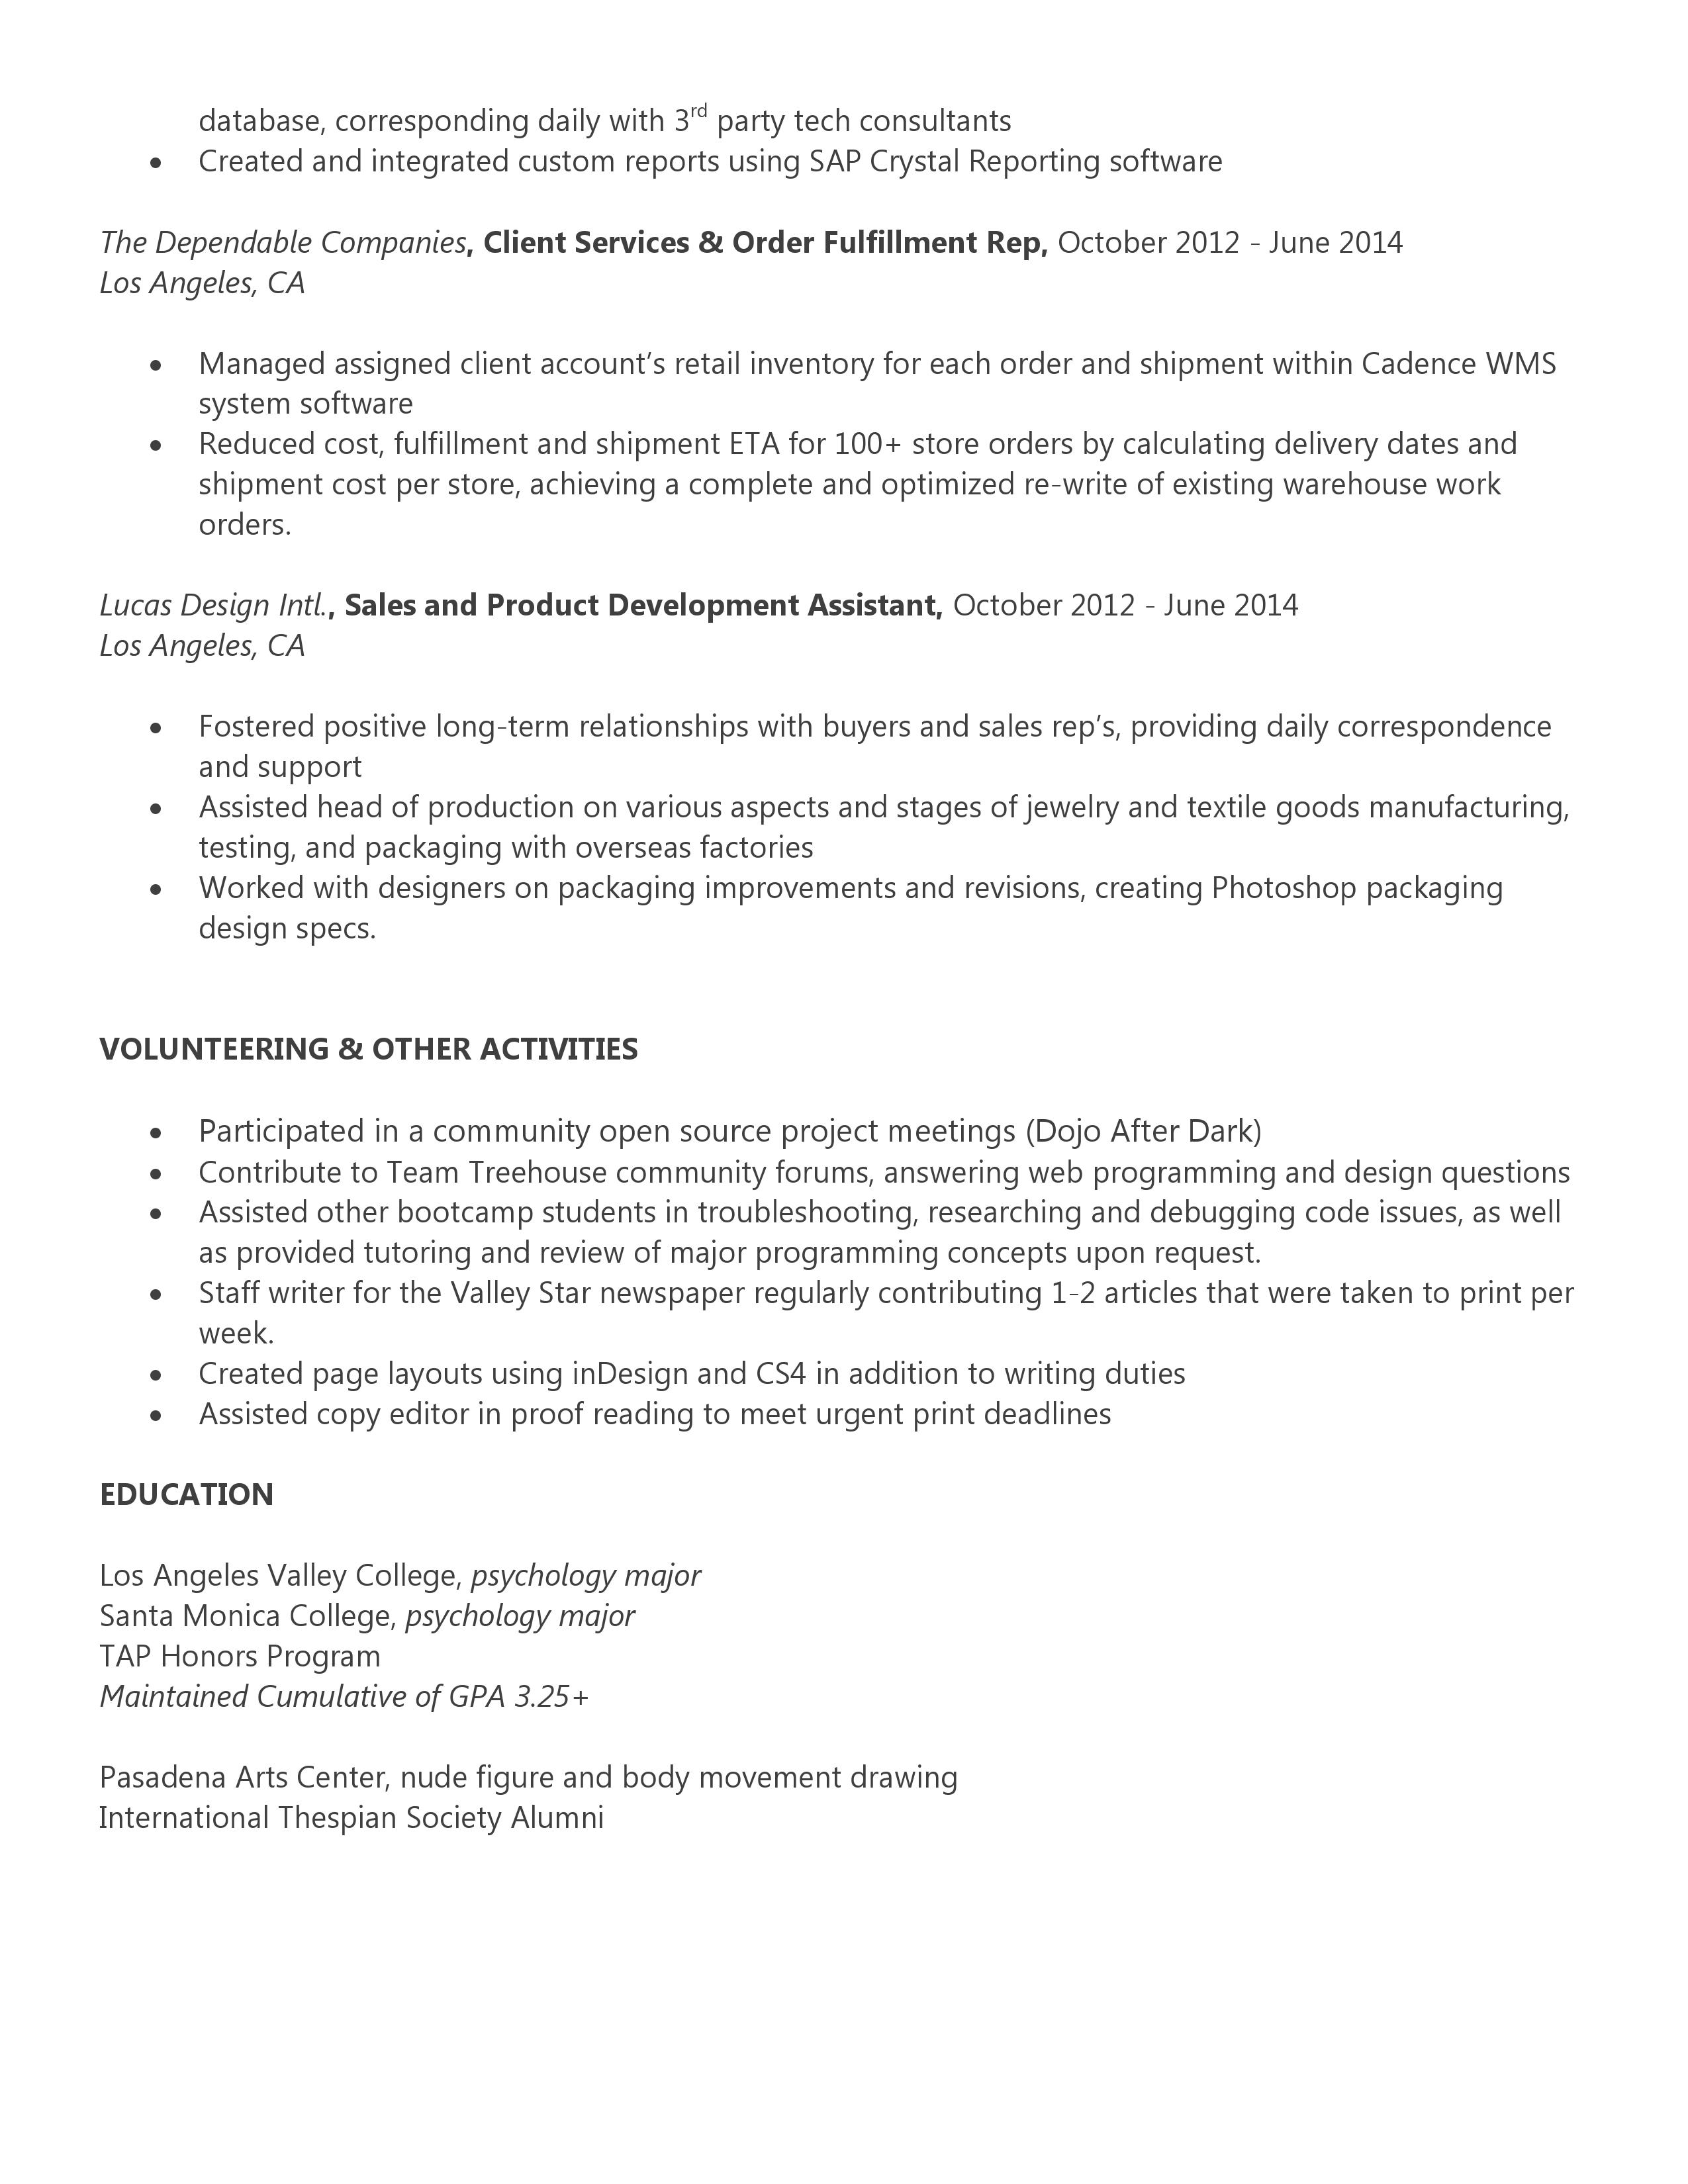 database, corresponding daily with 3rd party tech consultants
• Created and integrated custom reports using SAP Crystal Reporting software
The Dependable Companies, Client Services & Order Fulfillment Rep, October 2012 - June 2014
Los Angeles, CA
• Managed assigned client account’s retail inventory for each order and shipment within Cadence WMS
system software
• Reduced cost, fulfillment and shipment ETA for 100+ store orders by calculating delivery dates and
shipment cost per store, achieving a complete and optimized re-write of existing warehouse work
orders.
Lucas Design Intl., Sales and Product Development Assistant, October 2012 - June 2014
Los Angeles, CA
• Fostered positive long-term relationships with buyers and sales rep’s, providing daily correspondence
and support
• Assisted head of production on various aspects and stages of jewelry and textile goods manufacturing,
testing, and packaging with overseas factories
• Worked with designers on packaging improvements and revisions, creating Photoshop packaging
design specs.
VOLUNTEERING & OTHER ACTIVITIES
• Participated in a community open source project meetings (Dojo After Dark)
• Contribute to Team Treehouse community forums, answering web programming and design questions
• Assisted other bootcamp students in troubleshooting, researching and debugging code issues, as well
as provided tutoring and review of major programming concepts upon request.
• Staff writer for the Valley Star newspaper regularly contributing 1-2 articles that were taken to print per
week.
• Created page layouts using inDesign and CS4 in addition to writing duties
• Assisted copy editor in proof reading to meet urgent print deadlines
EDUCATION
Los Angeles Valley College, psychology major
Santa Monica College, psychology major
TAP Honors Program
Maintained Cumulative of GPA 3.25+
Pasadena Arts Center, nude figure and body movement drawing
International Thespian Society Alumni